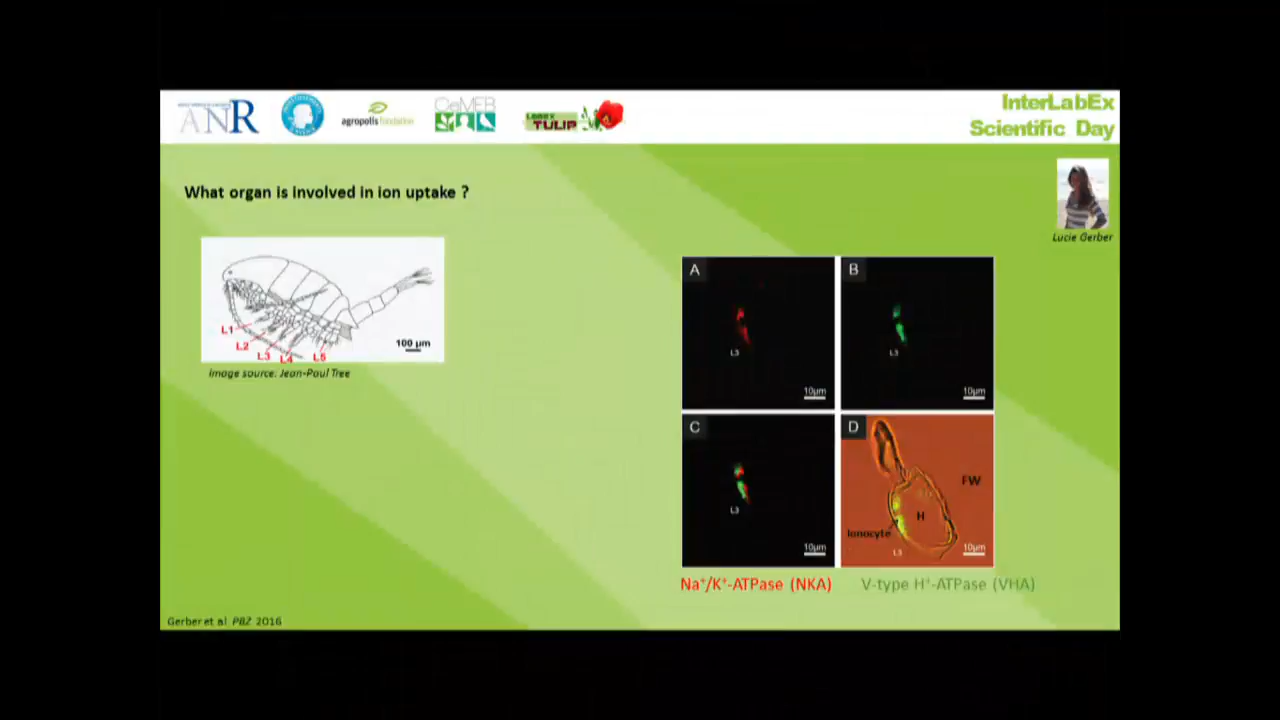 ANR
agropolis fondation
CeMEB
LABEX
TULIP
InterLabEx
Scientific Day
What organ is involved in ion uptake ?
Lucie Gerber
L1
L2
L3
L4
L5
100 µm
Image source: Jean-Paul Tree
A
L3
10µm
B
L3
10µm
C
L3
10µm
D
FW
H
Ionocyte
L3
10µm
Na⁺/K⁺-ATPase (NKA)
V-type H⁺-ATPase (VHA)
Gerber et al PBZ 2016